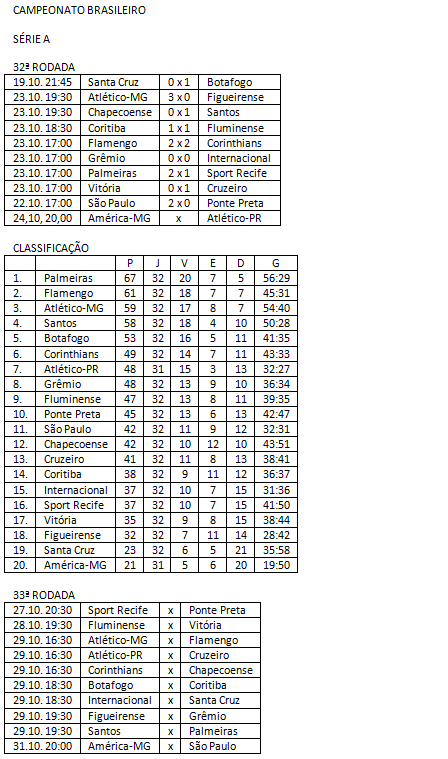 CAMPEONATO BRASILEIRO
SÉRIE A
32ª RODADA
19.10. 21:45 Santa Cruz 0 x 1 Botafogo
23.10. 19:30 Atlético-MG 3 x 0 Figueirense
23.10. 19:30 Chapecoense 0 x 1 Santos
23.10. 18:30 Coritiba 1 x 1 Fluminense
23.10. 17:00 Flamengo 2 x 2 Corinthians
23.10. 17:00 Grêmio 0 x 0 Internacional
23.10. 17:00 Palmeiras 2 x 1 Sport Recife
23.10. 17:00 Vitória 0 x 1 Cruzeiro
22.10. 17:00 São Paulo 2 x 0 Ponte Preta
24,10, 20,00 América-MG x Atlético-PR
CLASSIFICAÇÃO
P J V E D G
1. Palmeiras 67 32 20 7 5 56:29
2. Flamengo 61 32 18 7 7 45:31
3. Atlético-MG 59 32 17 8 7 54:40
4. Santos 58 32 18 4 10 50:28
5. Botafogo 53 32 16 5 11 41:35
6. Corinthians 49 32 14 7 11 43:33
7. Atlético-PR 48 31 15 3 13 32:27
8. Grêmio 48 32 13 9 10 36:34
9. Fluminense 47 32 13 8 11 39:35
10. Ponte Preta 45 32 13 6 13 42:47
11. São Paulo 42 32 11 9 12 32:31
12. Chapecoense 42 32 10 12 10 43:51
13. Cruzeiro 41 32 11 8 13 38:41
14. Coritiba 38 32 9 11 12 36:37
15. Internacional 37 32 10 7 15 31:36
16. Sport Recife 37 32 10 7 15 41:50
17. Vitória 35 32 9 8 15 38:44
18. Figueirense 32 32 7 11 14 28:42
19. Santa Cruz 23 32 6 5 21 35:58
20. América-MG 21 31 5 6 20 19:50
33ª RODADA
27.10. 20:30 Sport Recife x Ponte Preta
28.10. 19:30 Fluminense x Vitória
29.10. 16:30 Atlético-MG x Flamengo
29.10. 16:30 Atlético-PR x Cruzeiro
29.10. 16:30 Corinthians x Chapecoense
29.10. 18:30 Botafogo x Coritiba
29.10. 18:30 Internacional x Santa Cruz
29.10. 19:30 Figueirense x Grêmio
29.10. 19:30 Santos x Palmeiras
31.10. 20:00 América-MG x São Paulo